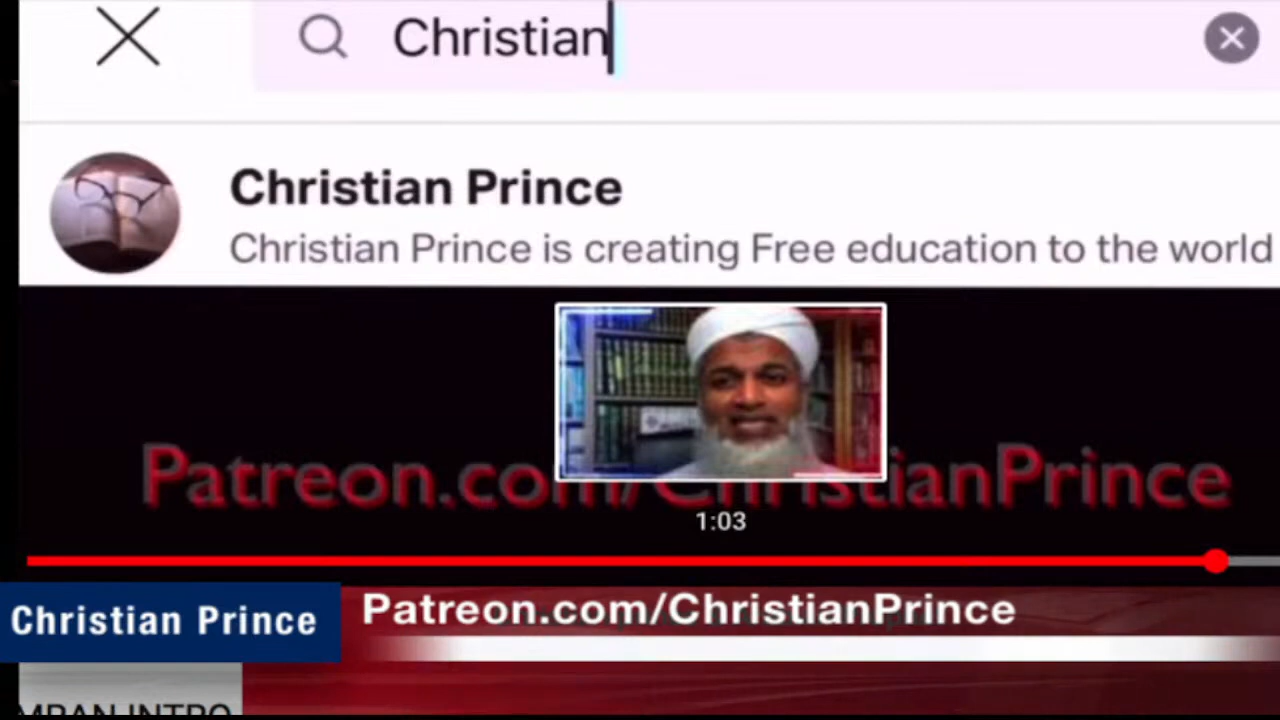 Christian
Christian Prince
Christian Prince is creating Free education to the world
Patreon.com/ChristianPrince
1:03
Christian Prince
Patreon.com/ChristianPrince
INTRO